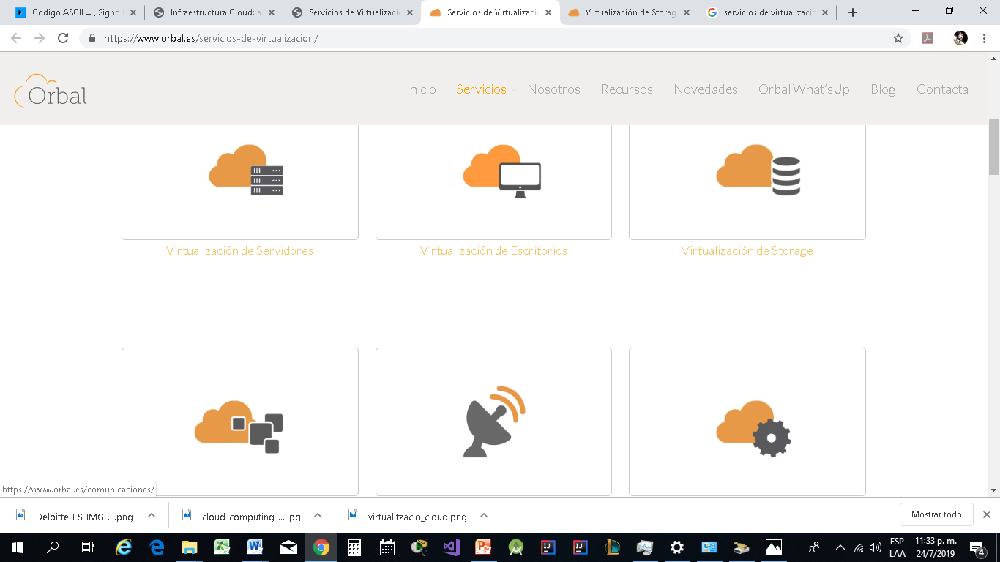 Codigo ASCII = , Signo
Infraestructura Cloud: a
Servicios de Virtualizaci
Servicios de Virtualizaci
Virtualización de Storag
servicios de virtualizacio
https://www.orbal.es/servicios-de-virtualizacion/
Orbal
Inicio
Servicios
Nosotros
Recursos
Novedades
Orbal What'sUp
Blog
Contacta
Virtualización de Servidores
Virtualización de Escritorios
Virtualización de Storage
https://www.orbal.es/comunicaciones/
Deloitte-ES-IMG-....png
cloud-computing-....jpg
virtualitzacio_cloud.png
Mostrar todo
ESP
LAA
11:33 p. m.
24/7/2019
4